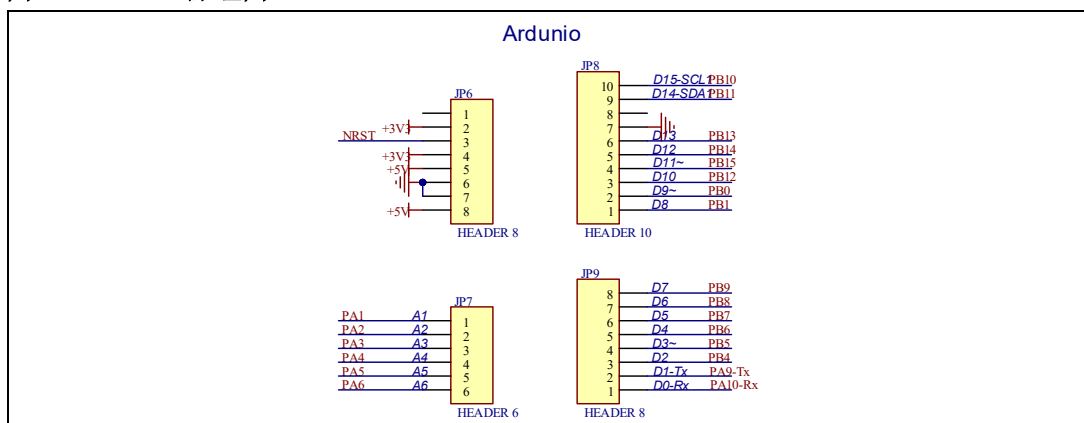 Ardunio
JP6
1
+3V3 2
NRST 3
+3V3 4
+5V 5
6
7
+5V 8
HEADER 8
JP8
10 D15-SCL1 PB10
9 D14-SDA1 PB11
8
7
6 D13 PB13
5 D12 PB14
4 D11~ PB15
3 D10 PB12
2 D9~ PB0
1 D8 PB1
HEADER 10
JP7
PA1 A1 1
PA2 A2 2
PA3 A3 3
PA4 A4 4
PA5 A5 5
PA6 A6 6
HEADER 6
JP9
8 D7 PB9
7 D6 PB8
6 D5 PB7
5 D4 PB6
4 D3~ PB5
3 D2 PB4
2 D1-Tx PA9-Tx
1 D0-Rx PA10-Rx
HEADER 8